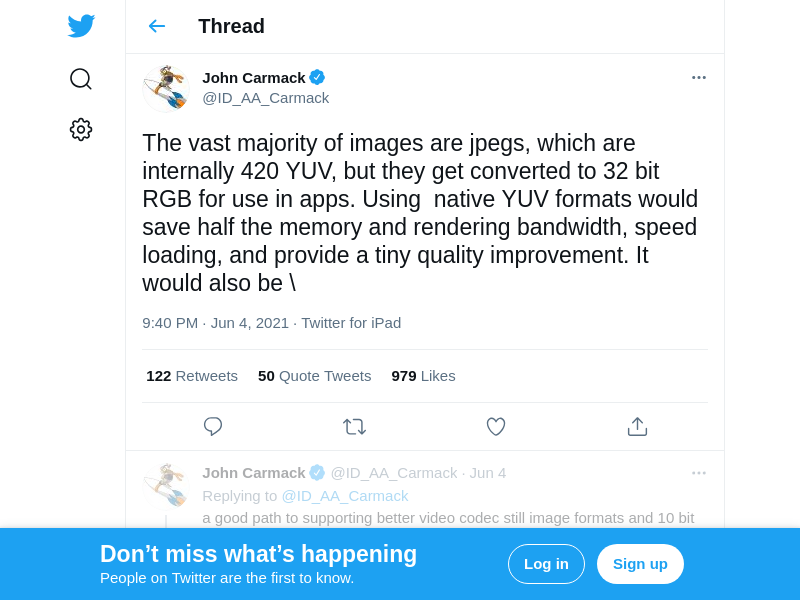 Thread
John Carmack
@ID_AA_Carmack
The vast majority of images are jpegs, which are
internally 420 YUV, but they get converted to 32 bit
RGB for use in apps. Using  native YUV formats would
save half the memory and rendering bandwidth, speed
loading, and provide a tiny quality improvement. It
would also be \
9:40 PM · Jun 4, 2021 · Twitter for iPad
122 Retweets 50 Quote Tweets 979 Likes
John Carmack @ID_AA_Carmack · Jun 4
Replying to @ID_AA_Carmack
a good path to supporting better video codec still image formats and 10 bit
Don’t miss what’s happening
People on Twitter are the first to know.
Log in
Sign up